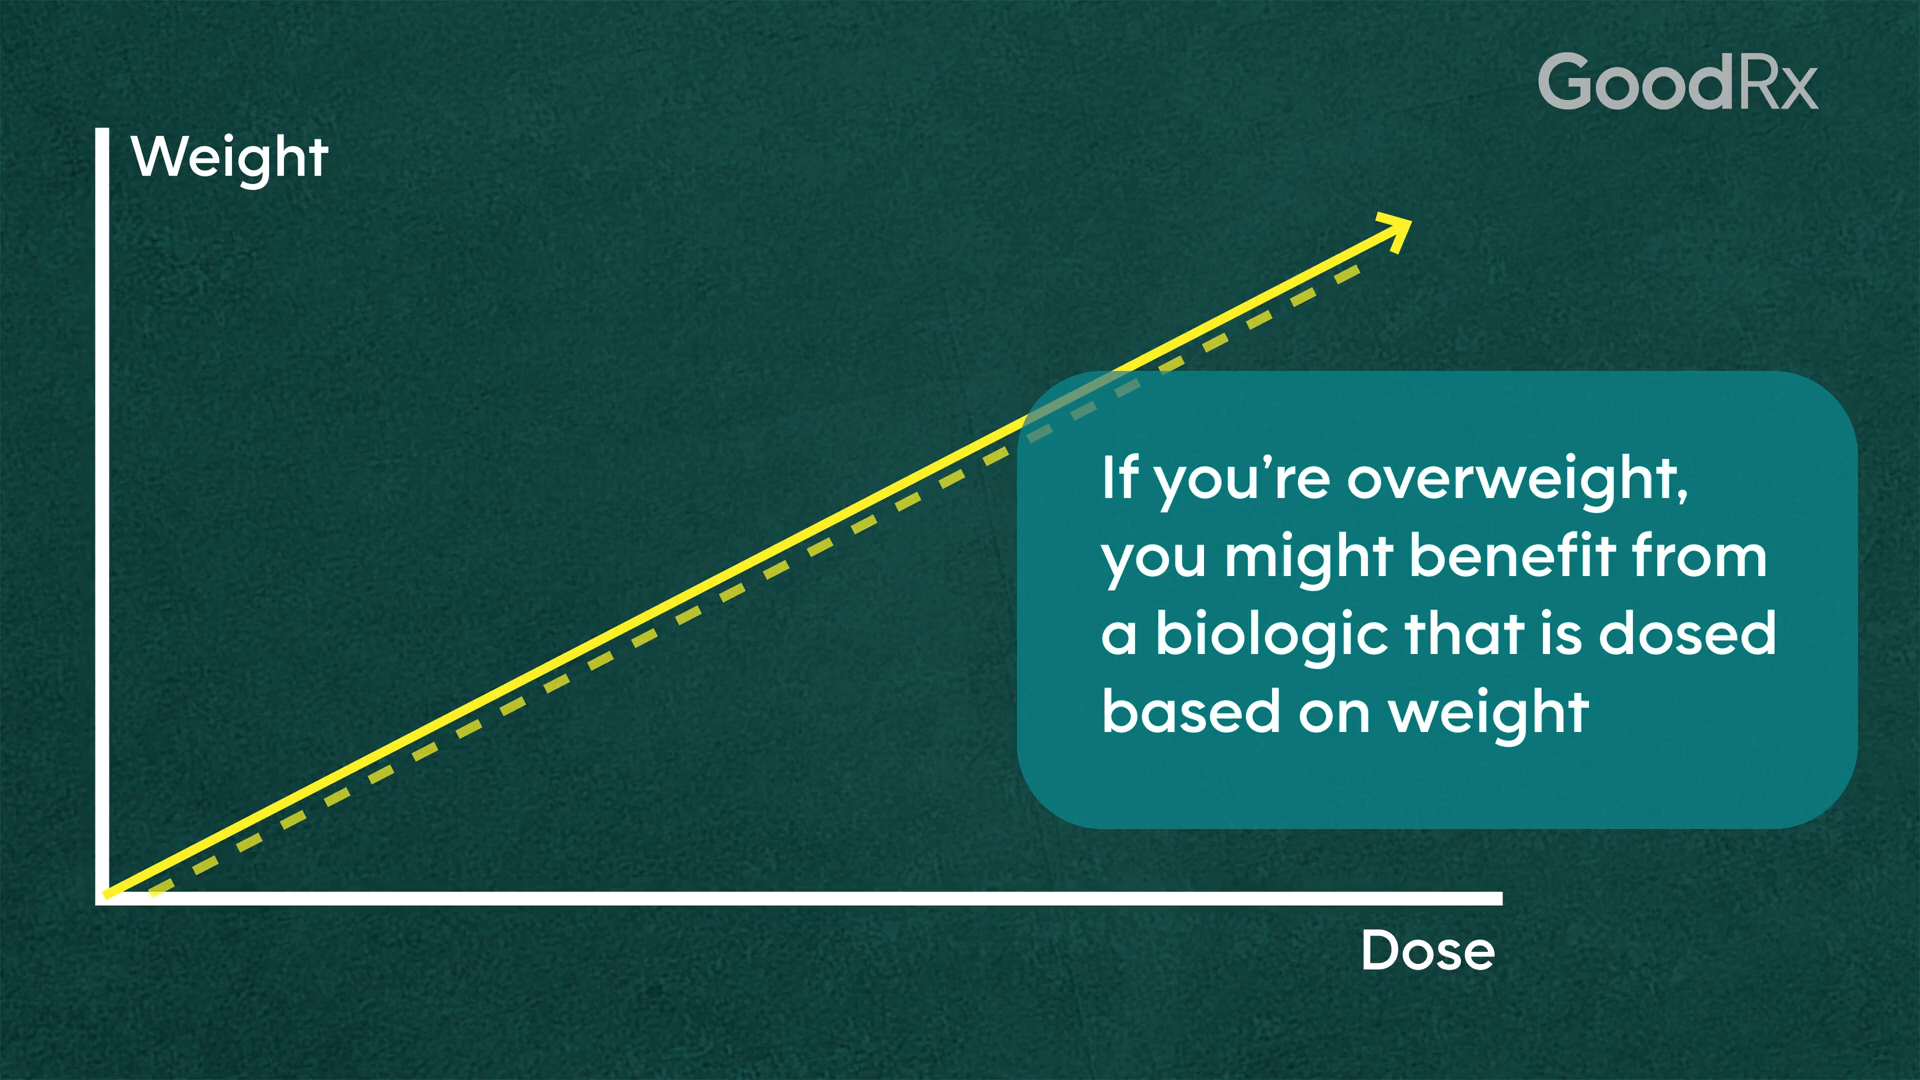 GoodRx
Weight
If you’re overweight,
you might benefit from
a biologic that is dosed
based on weight
Dose